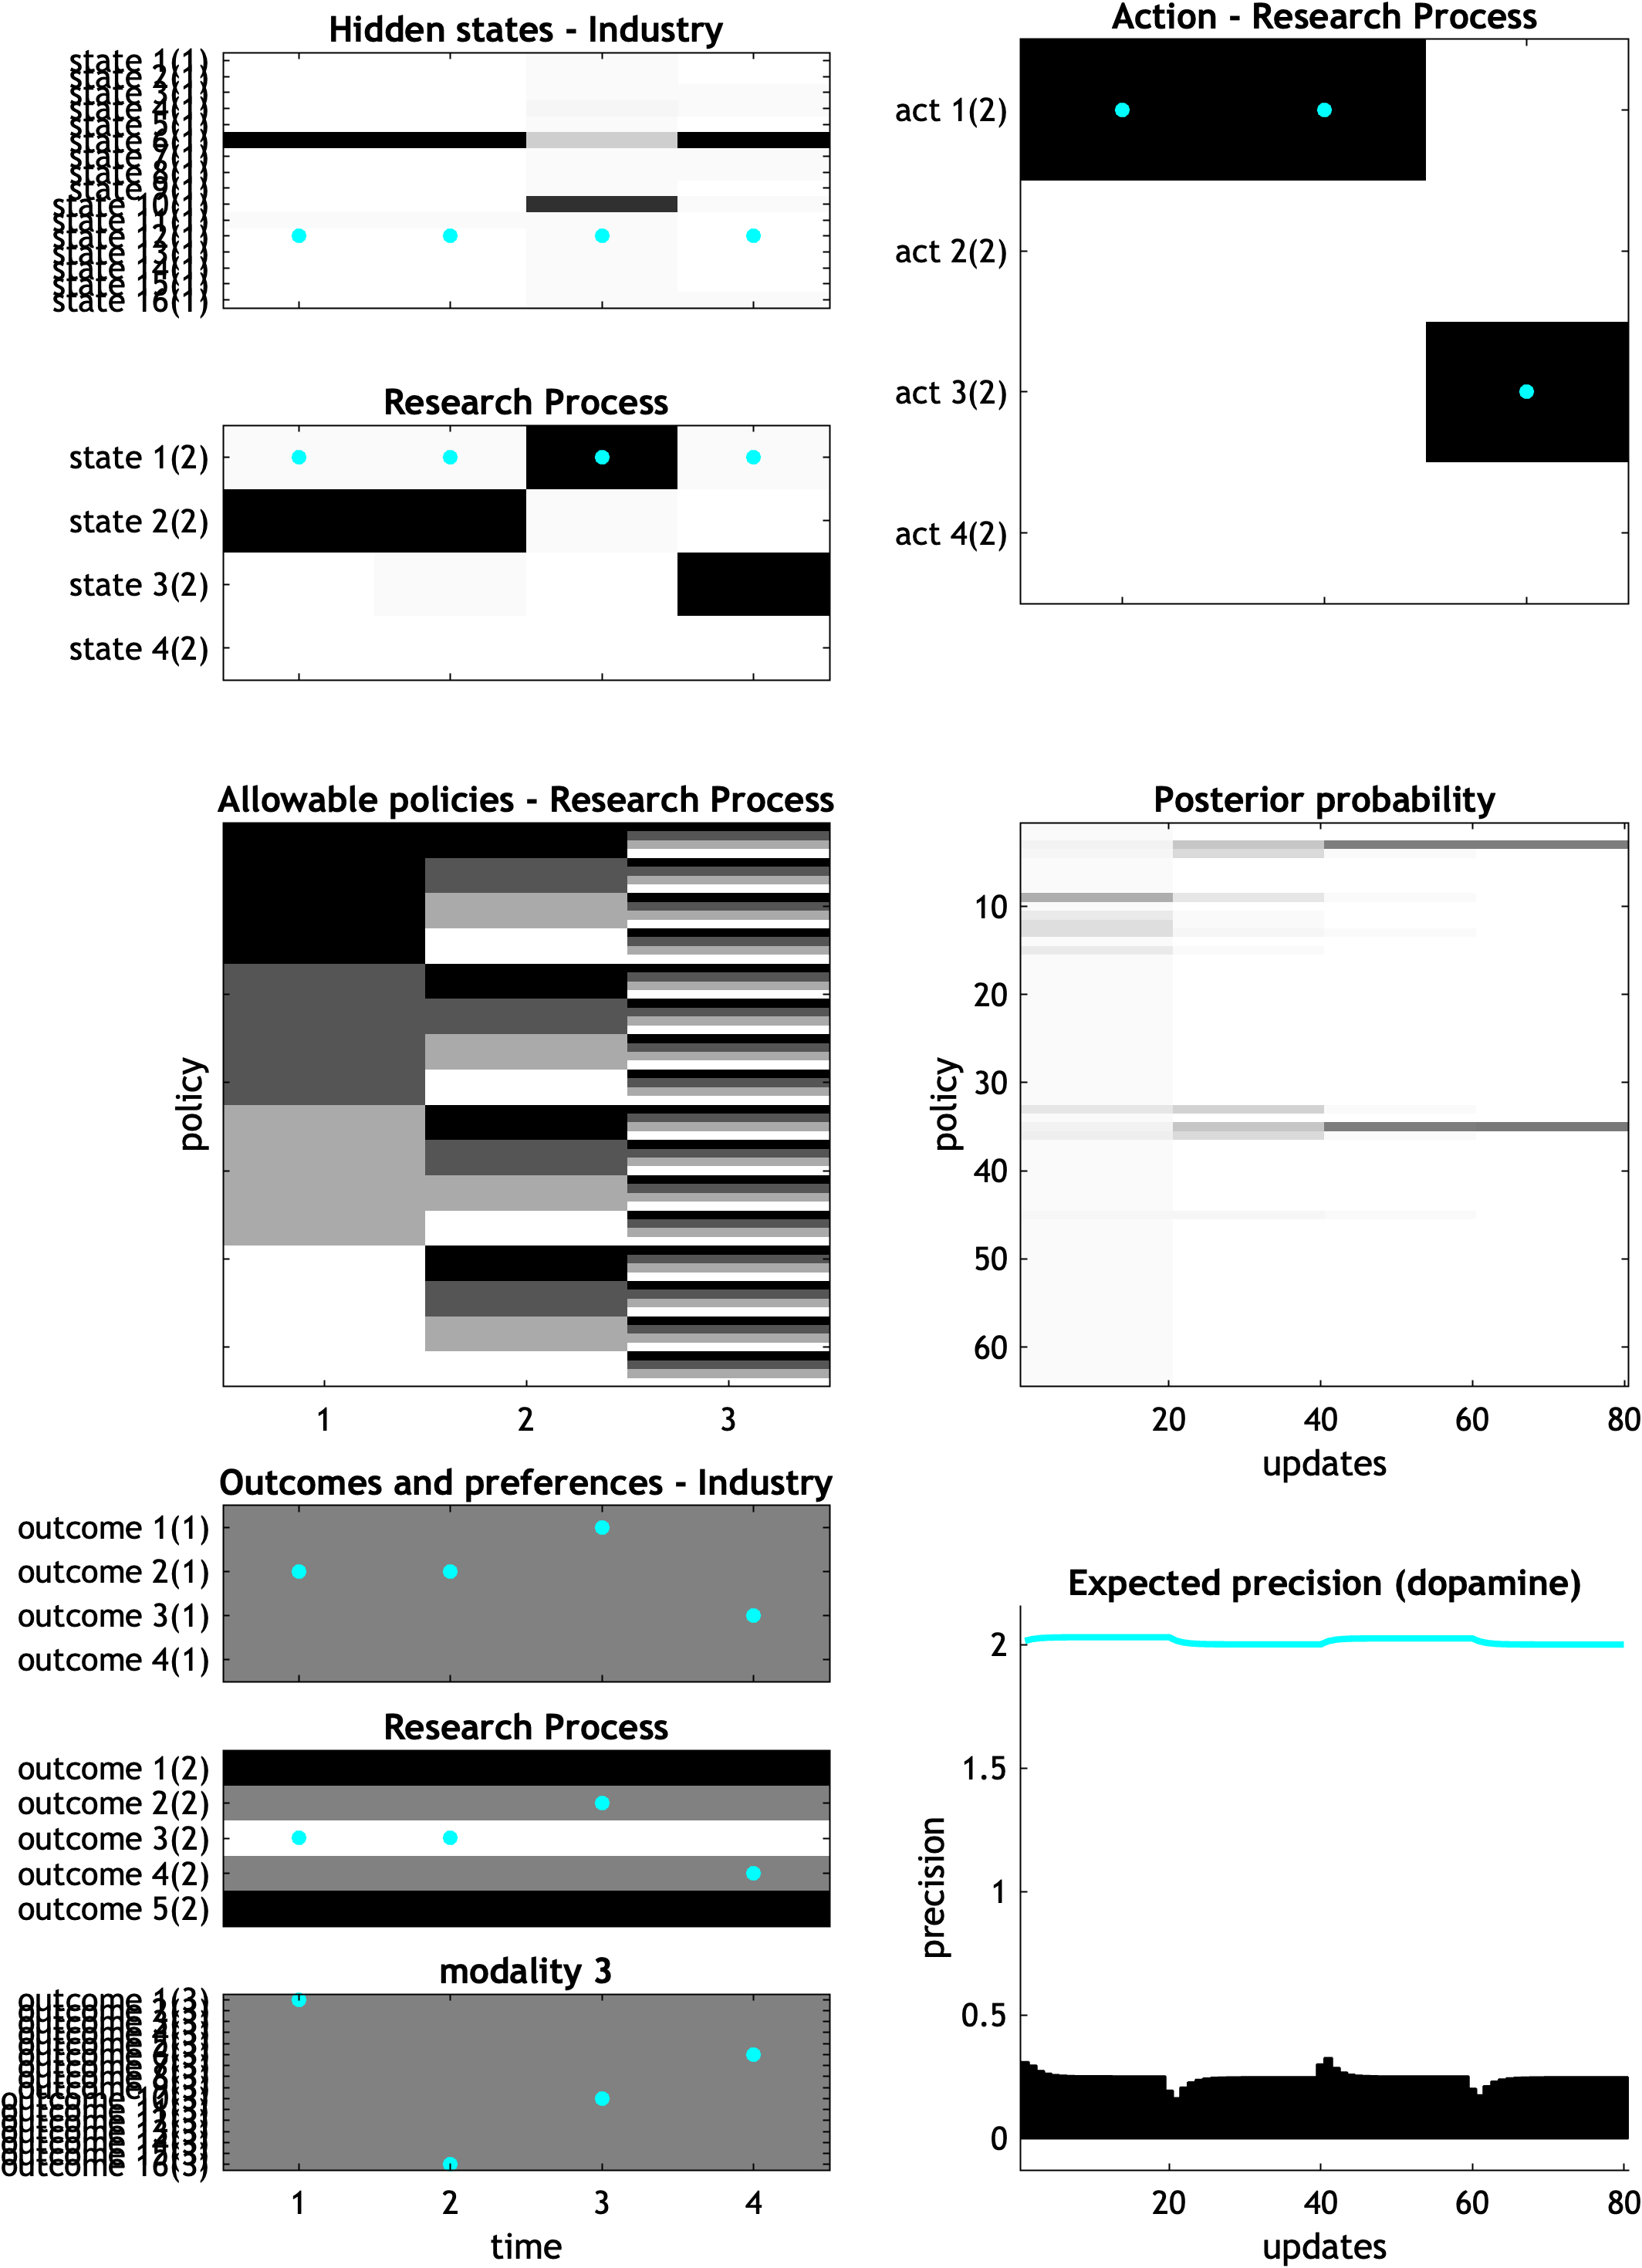 Hidden states - Industry
state 1(1)
state 2(1)
state 3(1)
state 4(1)
state 5(1)
state 6(1)
state 7(1)
state 8(1)
state 9(1)
state 10(1)
state 11(1)
state 12(1)
state 13(1)
state 14(1)
state 15(1)
state 16(1)
Action - Research Process
act 1(2)
act 2(2)
act 3(2)
act 4(2)
Research Process
state 1(2)
state 2(2)
state 3(2)
state 4(2)
Allowable policies - Research Process
policy
1 2 3
Posterior probability
policy
10
20
30
40
50
60
20 40 60 80
updates
Outcomes and preferences - Industry
outcome 1(1)
outcome 2(1)
outcome 3(1)
outcome 4(1)
Research Process
outcome 1(2)
outcome 2(2)
outcome 3(2)
outcome 4(2)
outcome 5(2)
modality 3
outcome 1(3)
outcome 16(3)
1 2 3 4
time
Expected precision (dopamine)
precision
2
1.5
1
0.5
0
20 40 60 80
updates